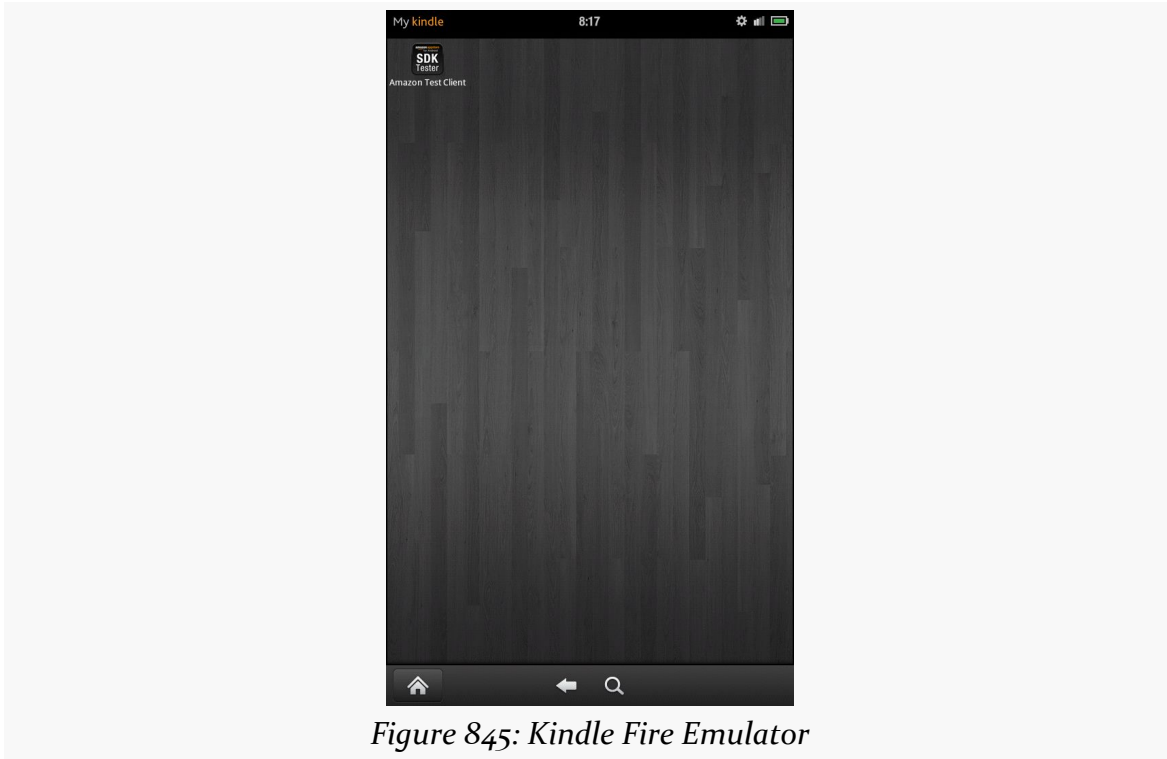 My kindle 8:17
SDK
Tester
Amazon Test Client
Figure 845: Kindle Fire Emulator